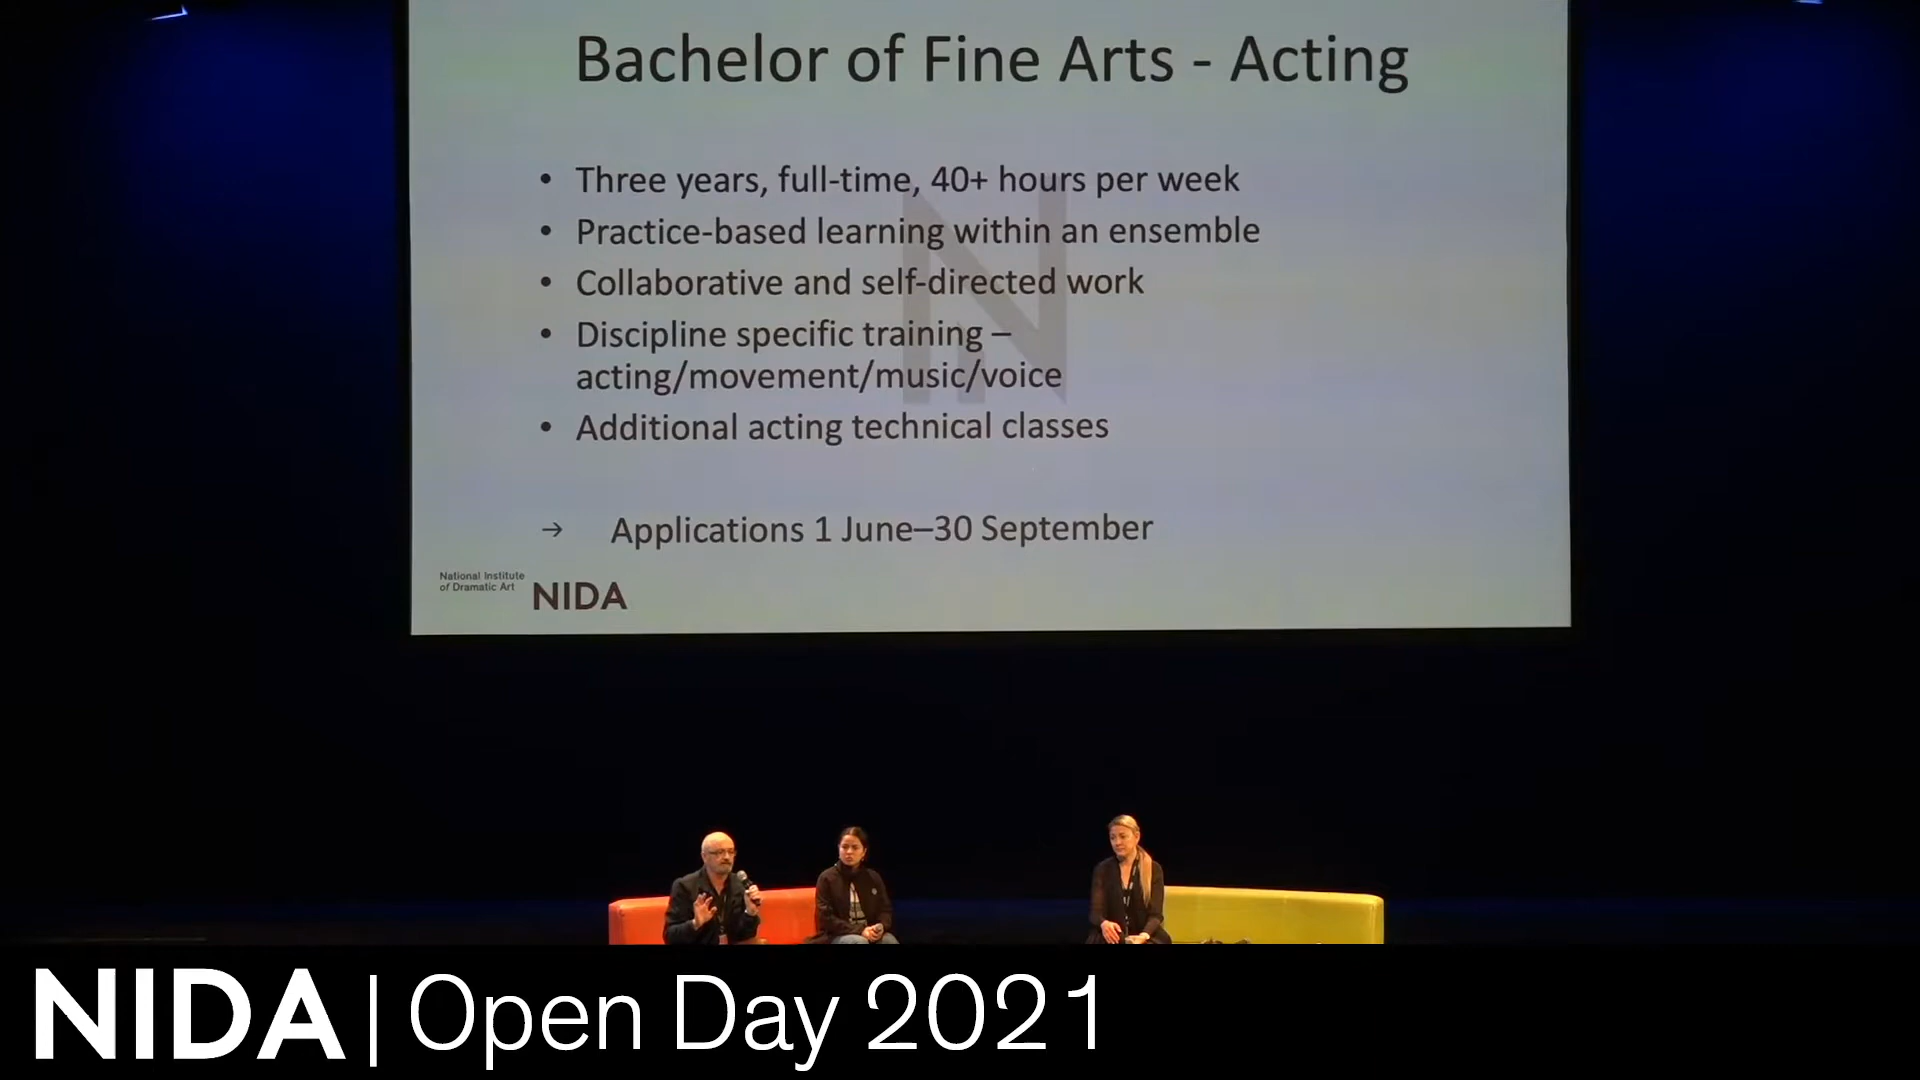 Bachelor of Fine Arts - Acting
• Three years, full-time, 40+ hours per week
• Practice-based learning within an ensemble
• Collaborative and self-directed work
• Discipline specific training –
acting/movement/music/voice
• Additional acting technical classes
→ Applications 1 June–30 September
National Institute
of Dramatic Art
NIDA
NIDA | Open Day 2021